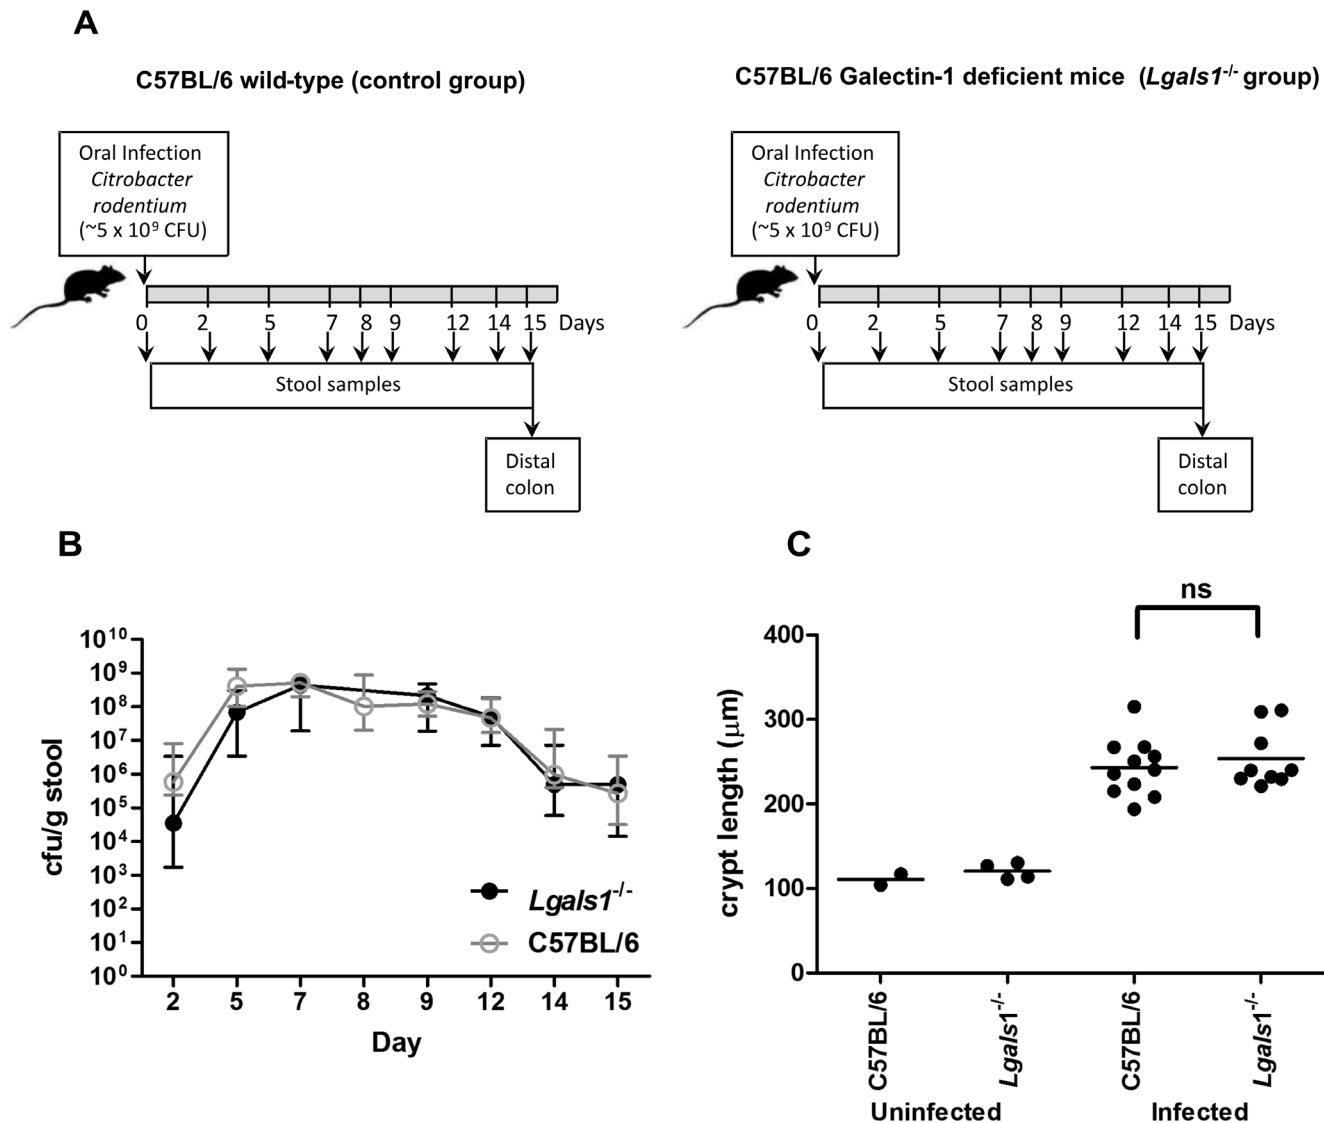 A
C57BL/6 wild-type (control group)
Oral Infection
Citrobacter
rodentium
(~5 x 10⁹ CFU)
0 2 5 7 8 9 12 14 15 Days
Stool samples
Distal
colon
C57BL/6 Galectin-1 deficient mice (Lgals1⁻/⁻ group)
Oral Infection
Citrobacter
rodentium
(~5 x 10⁹ CFU)
0 2 5 7 8 9 12 14 15 Days
Stool samples
Distal
colon
B
cfu/g stool
10¹⁰
10⁹
10⁸
10⁷
10⁶
10⁵
10⁴
10³
10²
10¹
10⁰
Lgals1⁻/⁻
C57BL/6
2 5 7 8 9 12 14 15
Day
C
ns
crypt length (μm)
400
300
200
100
0
C57BL/6
Lgals1⁻/⁻
C57BL/6
Lgals1⁻/⁻
Uninfected Infected